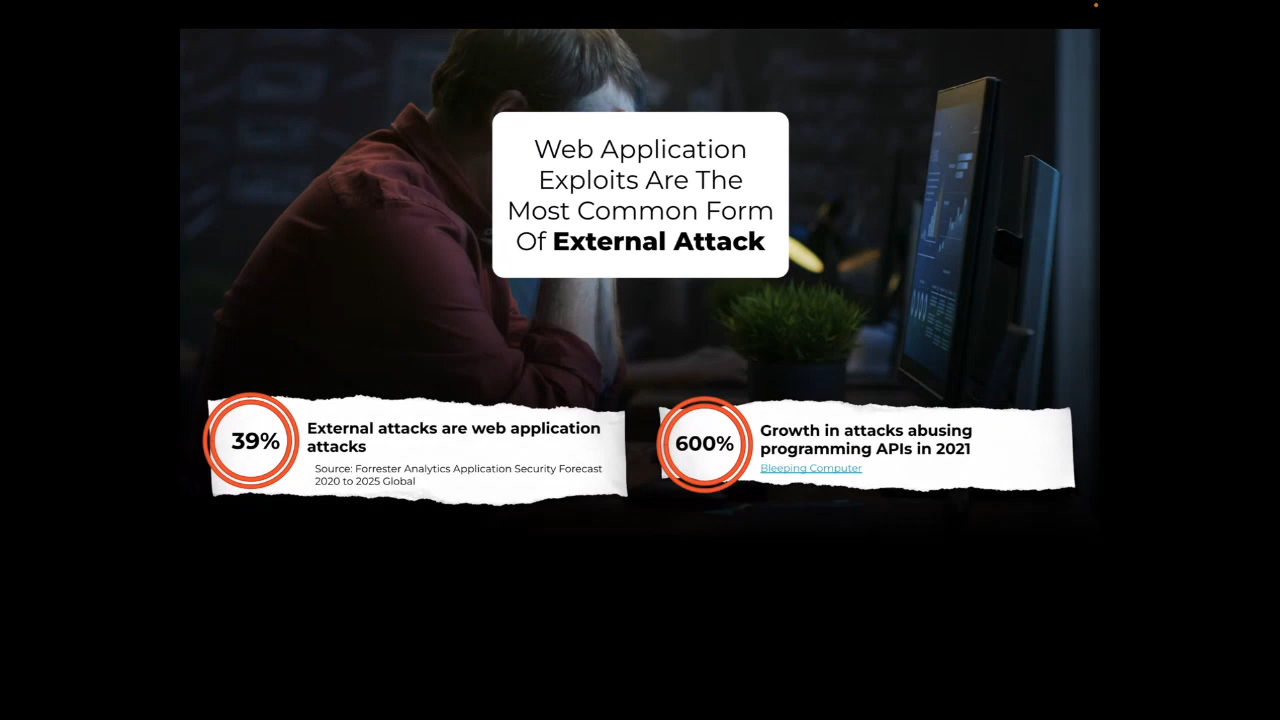 Web Application
Exploits Are The
Most Common Form
Of External Attack
39%
External attacks are web application
attacks
Source: Forrester Analytics Application Security Forecast
2020 to 2025 Global
600%
Growth in attacks abusing
programming APIs in 2021
Bleeping Computer